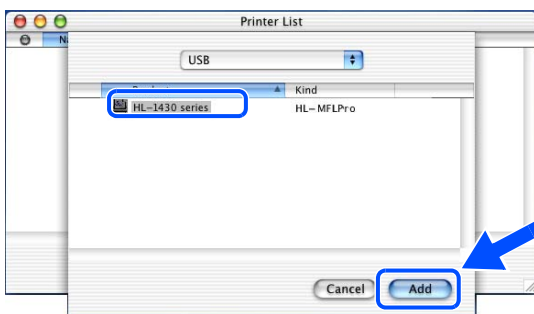 Printer List
USB
Kind
HL-1430 series HL-MFLPro
Cancel Add